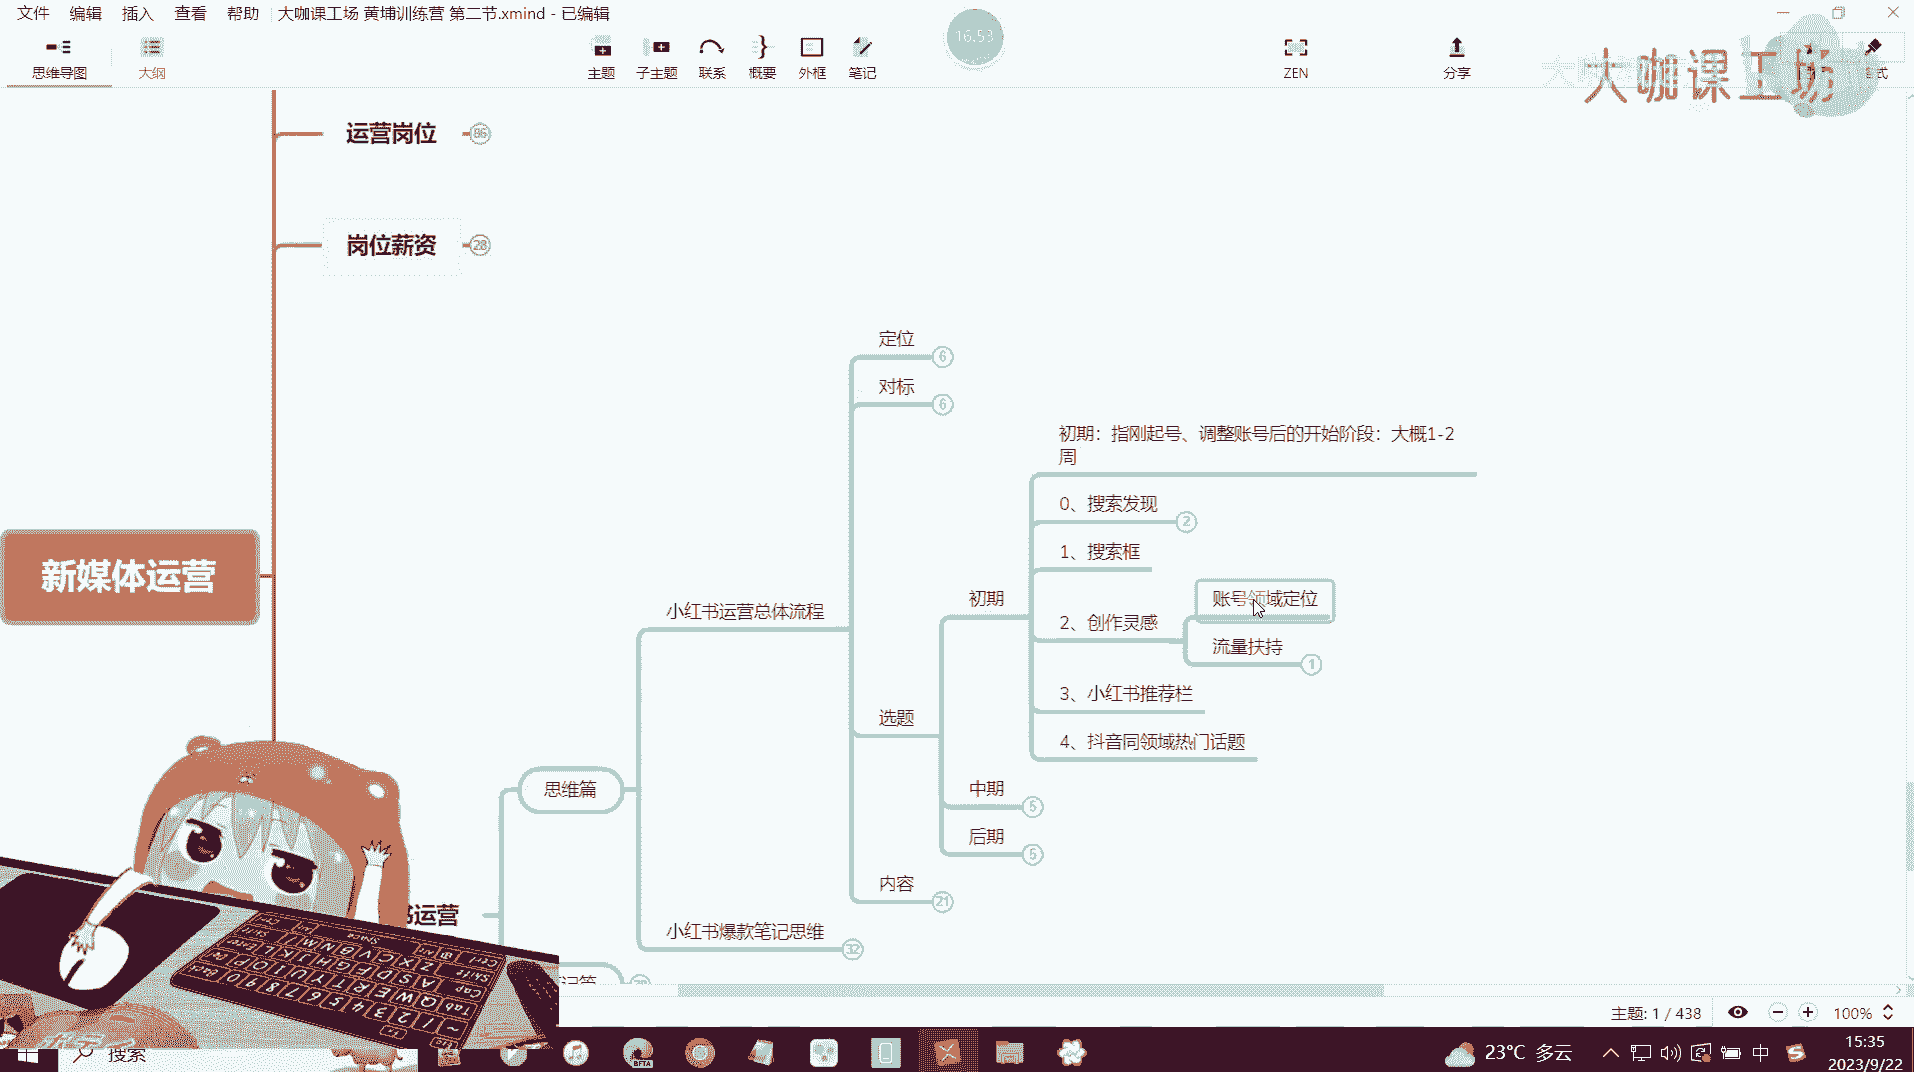 文件 编辑 插入 查看 帮助 大咖课工场 黄埔训练营 第二节.xmind - 已编辑
思维导图 大纲 主题 子主题 联系 概要 外框 笔记 16:53 ZEN 分享
大咖课工场
运营岗位 86
岗位薪资 28
定位 6
对标 6
初期：指刚起号、调整账号后的开始阶段：大概1-2
周
0、搜索发现 2
1、搜索框
新媒体运营
小红书运营总体流程
初期
2、创作灵感
账号领域定位
流量扶持 1
3、小红书推荐栏
选题
4、抖音同领域热门话题
思维篇
中期 5
后期 5
内容 21
书运营
小红书爆款笔记思维 32
主题: 1 / 438 100%
搜索
23°C 多云 中 15:35
2023/9/22